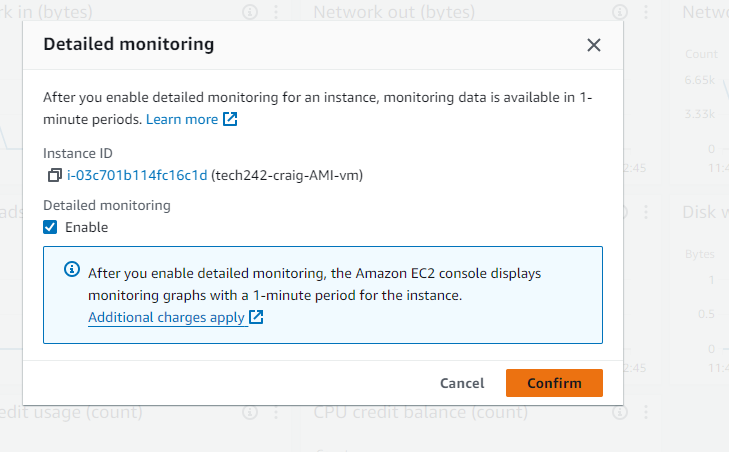 rk in (bytes)
Network out (bytes)
Netwo
Detailed monitoring
Count
6.65k
3.33k
0
2:45
11:4
After you enable detailed monitoring for an instance, monitoring data is available in 1-
minute periods. Learn more
Instance ID
i-03c701b114fc16c1d (tech242-craig-AMI-vm)
Detailed monitoring
Enable
eads
Disk w
Bytes
1
0.5
0
2:45
11:4
After you enable detailed monitoring, the Amazon EC2 console displays
monitoring graphs with a 1-minute period for the instance.
Additional charges apply
Cancel
Confirm
edit usage (count)
CPU credit balance (count)